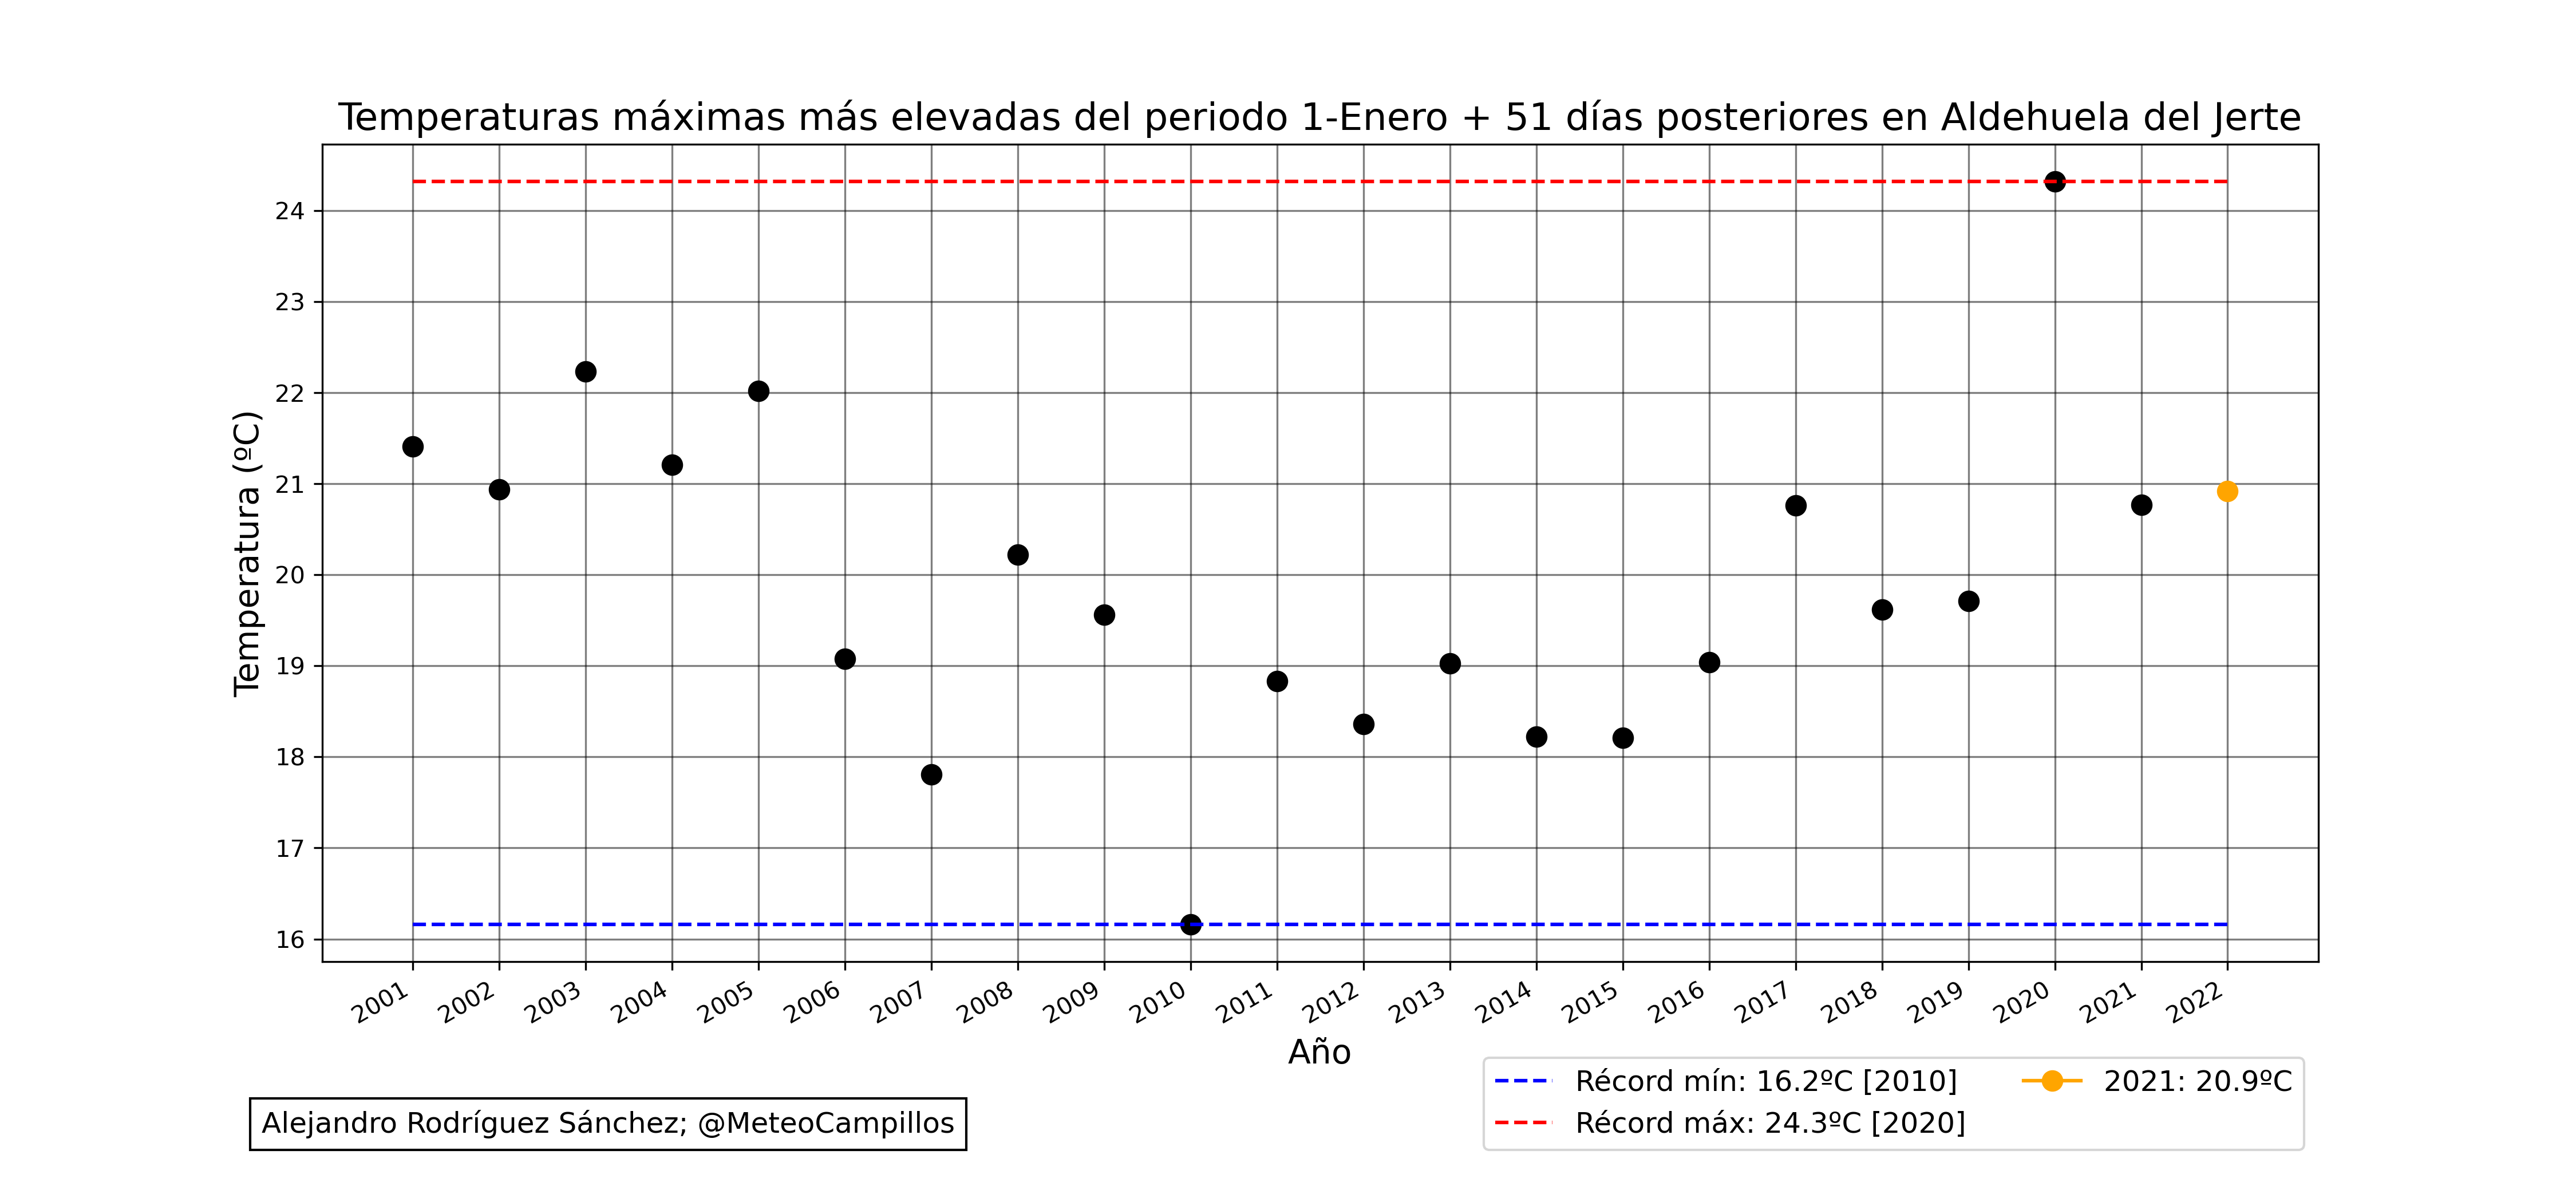 Temperaturas máximas más elevadas del periodo 1-Enero + 51 días posteriores en Aldehuela del Jerte
Temperatura (ºC)
24
23
22
21
20
19
18
17
16
2001 2002 2003 2004 2005 2006 2007 2008 2009 2010 2011 2012 2013 2014 2015 2016 2017 2018 2019 2020 2021 2022
Año
Récord mín: 16.2ºC [2010]
Récord máx: 24.3ºC [2020]
2021: 20.9ºC
Alejandro Rodríguez Sánchez; @MeteoCampillos